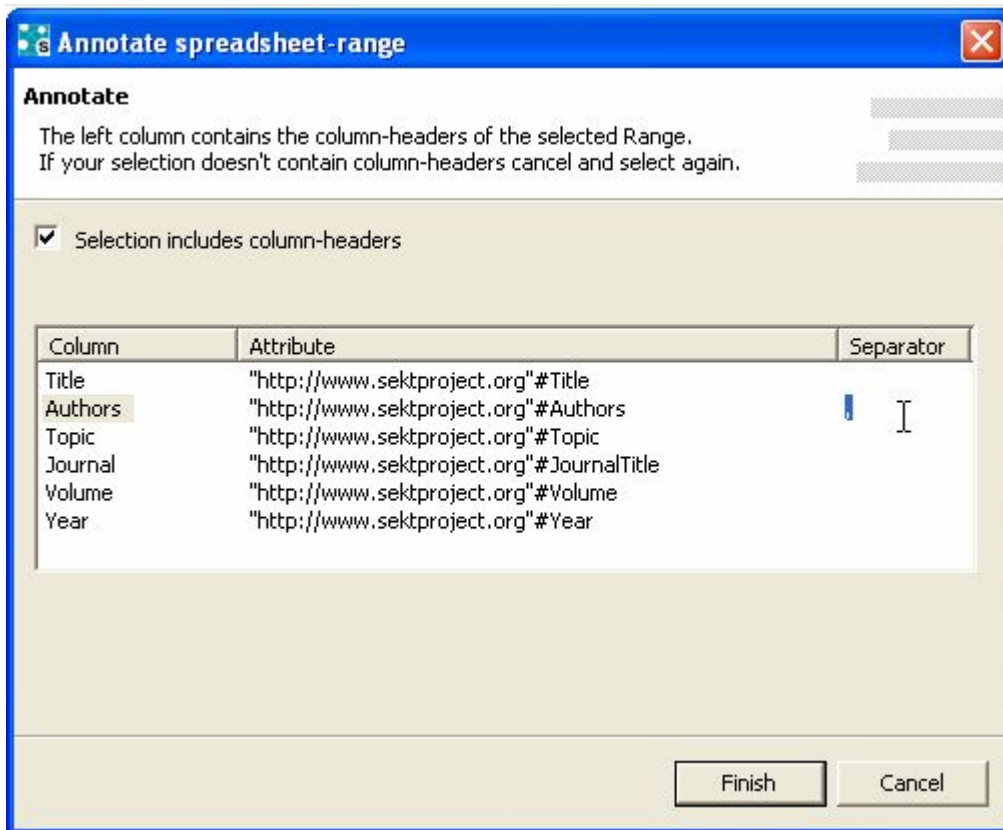 Annotate spreadsheet-range
Annotate
The left column contains the column-headers of the selected Range.
If your selection doesn't contain column-headers cancel and select again.
Selection includes column-headers
Column Attribute Separator
Title "http://www.sektproject.org"#Title
Authors "http://www.sektproject.org"#Authors ,
Topic "http://www.sektproject.org"#Topic
Journal "http://www.sektproject.org"#JournalTitle
Volume "http://www.sektproject.org"#Volume
Year "http://www.sektproject.org"#Year
Finish Cancel